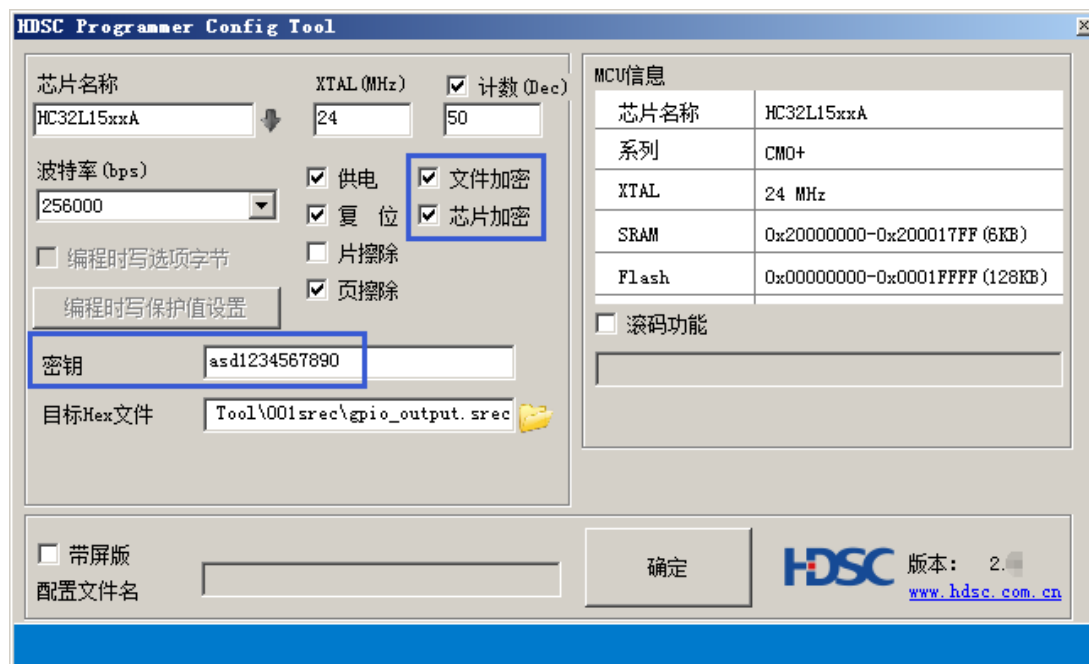 HDSC Programmer Config Tool
芯片名称
XTAL(MHz)
计数(Dec)
HC32L15xxA
24
50
波特率(bps)
256000
供电
文件加密
复 位
芯片加密
编程时写选项字节
片擦除
编程时写保护值设置
页擦除
密钥
asd1234567890
目标Hex文件
Tool\001srec\gpio_output.srec
MCU信息
芯片名称
HC32L15xxA
系列
CM0+
XTAL
24 MHz
SRAM
0x20000000-0x200017FF(6KB)
Flash
0x00000000-0x0001FFFF(128KB)
滚码功能
带屏版
配置文件名
确定
HDSC
版本: 2.
www.hdsc.com.cn